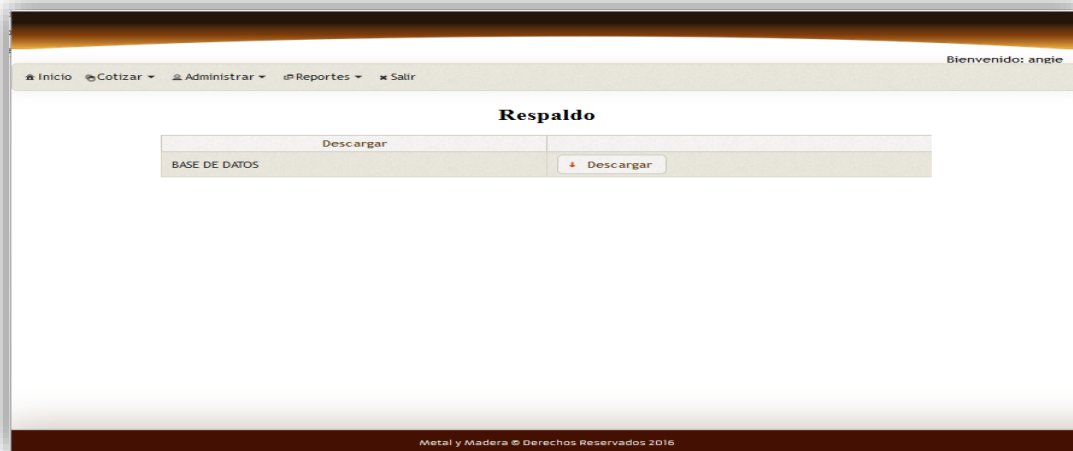 Bienvenido: angie
Inicio Cotizar Administrar Reportes Salir
Respaldo
Descargar
BASE DE DATOS Descargar
Metal y Madera © Derechos Reservados 2016